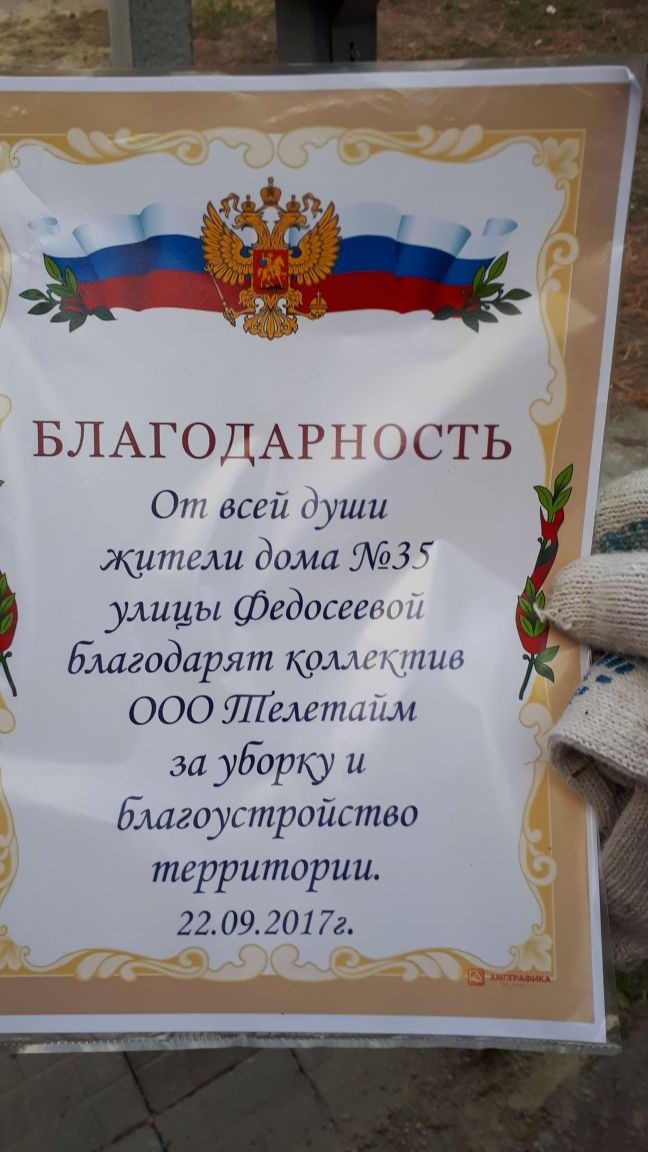 БЛАГОДАРНОСТЬ
От всей души
жители дома №35
улицы Федосеевой
благодарят коллектив
ООО Телетайм
за уборку и
благоустройство
территории.
22.09.2017г.
АМПГРАФИКА